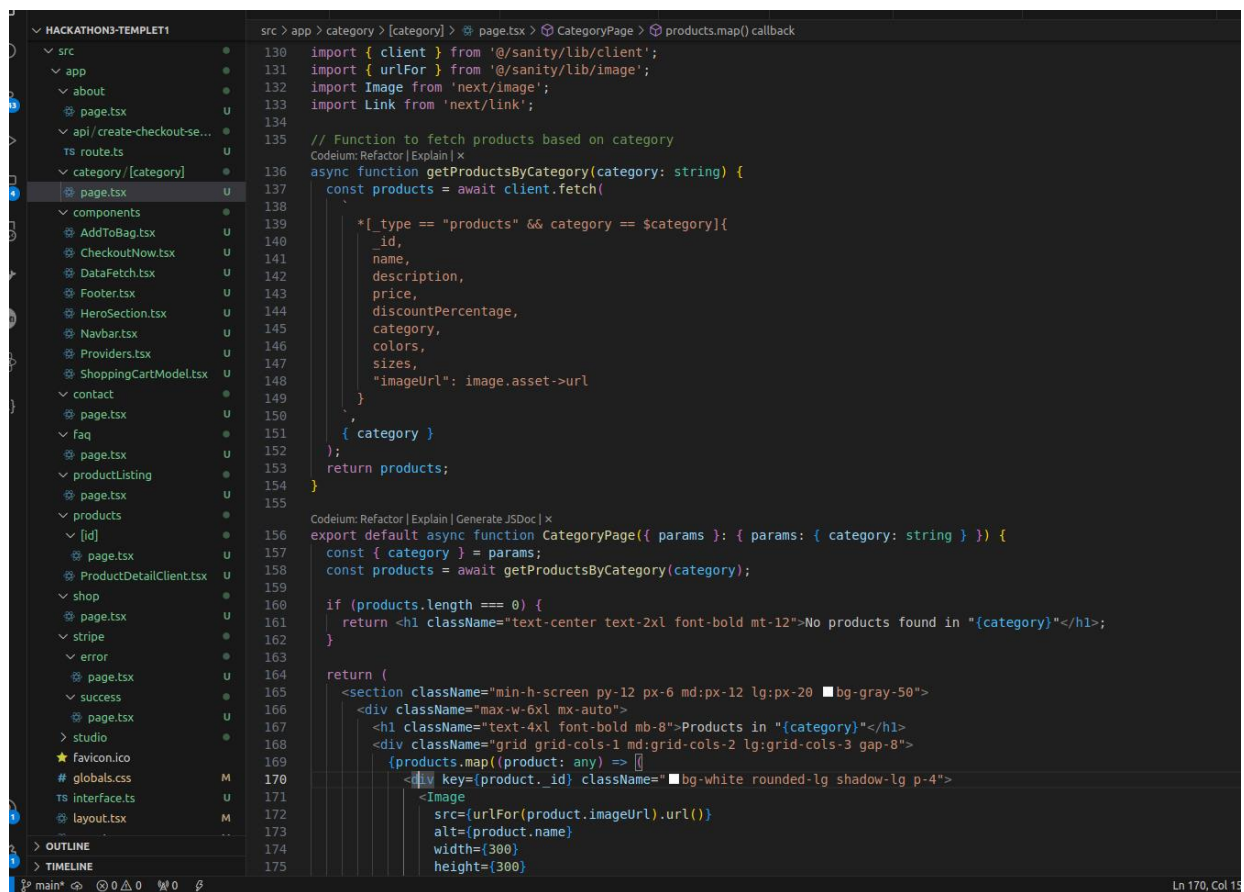 HACKATHON3-TEMPLET1
src
app
about
page.tsx U
api/create-checkout-se...
TS route.ts U
category/[category]
page.tsx U
components
AddToBag.tsx U
CheckoutNow.tsx U
DataFetch.tsx U
Footer.tsx U
HeroSection.tsx U
Navbar.tsx U
Providers.tsx U
ShoppingCartModel.tsx U
contact
page.tsx U
faq
page.tsx U
productListing
page.tsx U
products
[id]
page.tsx U
ProductDetailClient.tsx U
shop
page.tsx U
stripe
error
page.tsx U
success
page.tsx U
studio
favicon.ico
# globals.css M
TS interface.ts U
layout.tsx M
OUTLINE
TIMELINE
src > app > category > [category] > page.tsx > CategoryPage > products.map() callback
130 import { client } from '@/sanity/lib/client';
131 import { urlFor } from '@/sanity/lib/image';
132 import Image from 'next/image';
133 import Link from 'next/link';
134
135 // Function to fetch products based on category
Codeium: Refactor | Explain | ×
136 async function getProductsByCategory(category: string) {
137 const products = await client.fetch(
138 `
139 *[_type == "products" && category == $category]{
140 _id,
141 name,
142 description,
143 price,
144 discountPercentage,
145 category,
146 colors,
147 sizes,
148 "imageUrl": image.asset->url
149 }
150 `,
151 { category }
152 );
153 return products;
154 }
155
Codeium: Refactor | Explain | Generate JSDoc | ×
156 export default async function CategoryPage({ params }: { params: { category: string } }) {
157 const { category } = params;
158 const products = await getProductsByCategory(category);
159
160 if (products.length === 0) {
161 return <h1 className="text-center text-2xl font-bold mt-12">No products found in "{category}"</h1>;
162 }
163
164 return (
165 <section className="min-h-screen py-12 px-6 md:px-12 lg:px-20 bg-gray-50">
166 <div className="max-w-6xl mx-auto">
167 <h1 className="text-4xl font-bold mb-8">Products in "{category}"</h1>
168 <div className="grid grid-cols-1 md:grid-cols-2 lg:grid-cols-3 gap-8">
169 {products.map((product: any) => (
170 <div key={product._id} className="bg-white rounded-lg shadow-lg p-4">
171 <Image
172 src={urlFor(product.imageUrl).url()}
173 alt={product.name}
174 width={300}
175 height={300}
main* 0 0 0 Ln 170, Col 15